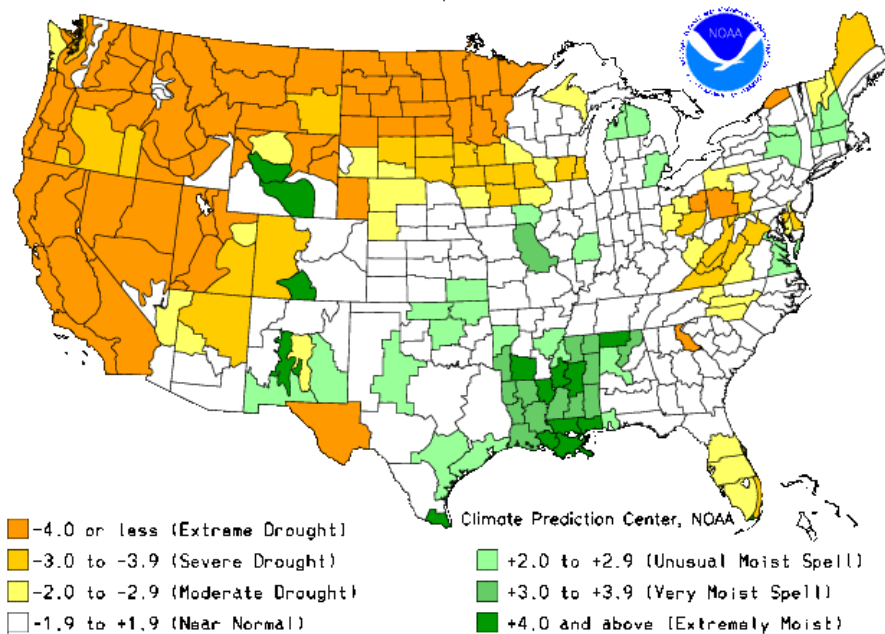 NOAA
Climate Prediction Center, NOAA
-4.0 or less (Extreme Drought)
-3.0 to -3.9 (Severe Drought)
-2.0 to -2.9 (Moderate Drought)
-1.9 to +1.9 (Near Normal)
+2.0 to +2.9 (Unusual Moist Spell)
+3.0 to +3.9 (Very Moist Spell)
+4.0 and above (Extremely Moist)